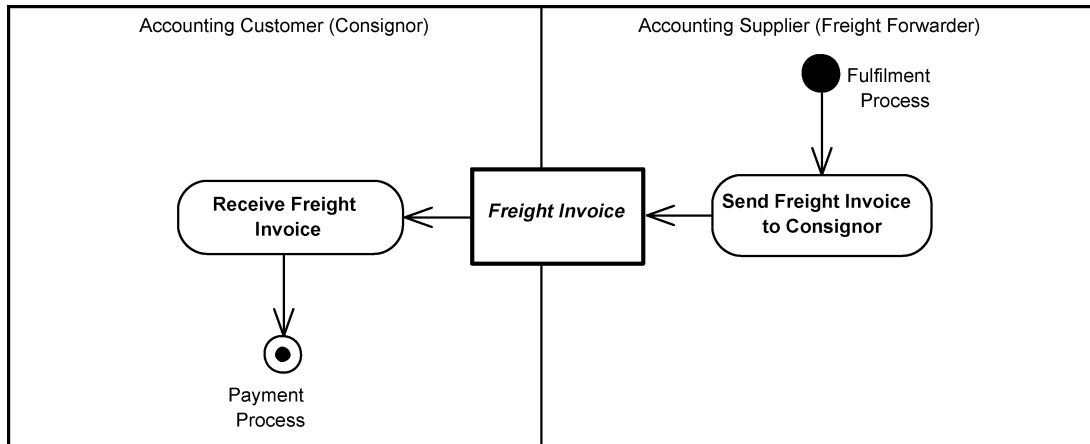 Accounting Customer (Consignor)
Accounting Supplier (Freight Forwarder)
Fulfilment
Process
Receive Freight
Invoice
Freight Invoice
Send Freight Invoice
to Consignor
Payment
Process